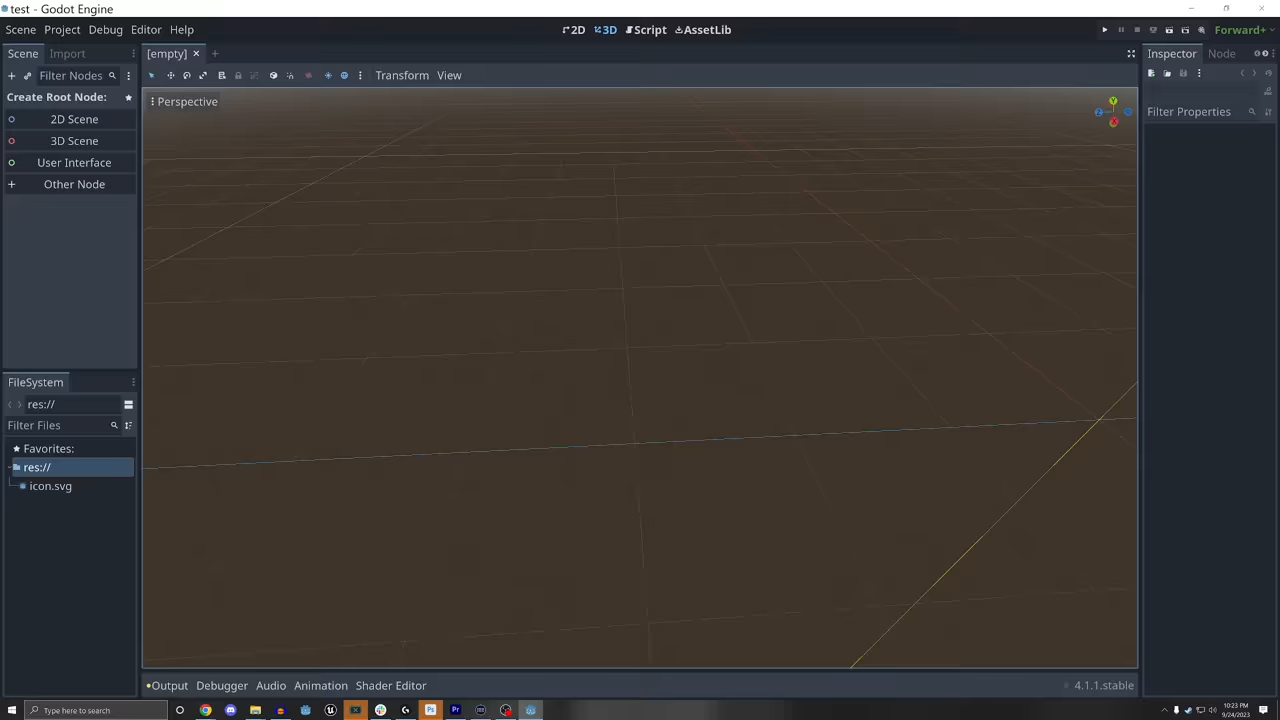 test - Godot Engine
Scene Project Debug Editor Help
2D 3D Script AssetLib
Forward+
Scene Import
[empty]
Inspector Node
Filter Nodes
Transform View
Create Root Node:
Perspective
Y
Z
X
Filter Properties
2D Scene
3D Scene
User Interface
Other Node
FileSystem
res://
Filter Files
Favorites:
res://
icon.svg
Output Debugger Audio Animation Shader Editor
4.1.1.stable
Type here to search
Ps
Pr
10:23 PM
9/24/2023